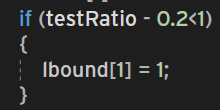 if (testRatio - 0.2<1)
{
lbound[1] = 1;
}